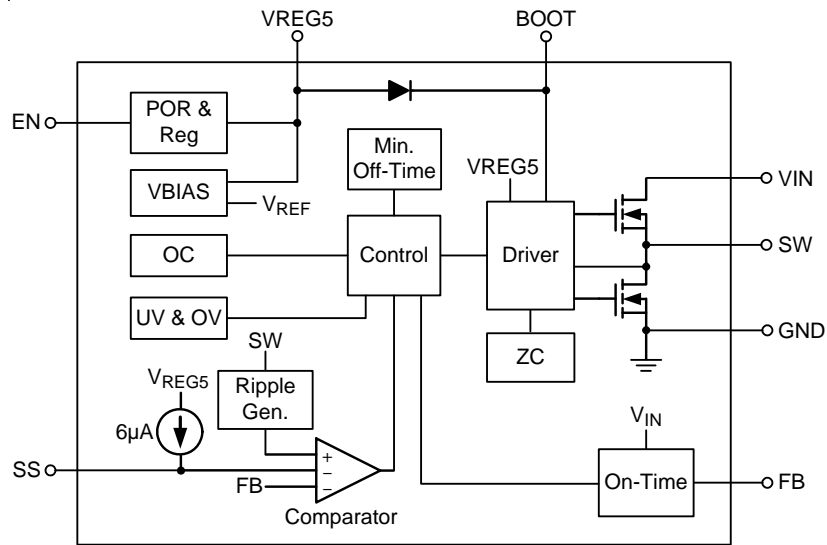 VREG5
BOOT
EN
POR &
Reg
VBIAS
VREF
Min.
Off-Time
VREG5
VIN
OC
Control
Driver
SW
UV & OV
GND
ZC
SW
VREG5
Ripple
Gen.
6µA
VIN
SS
+
−
−
FB
Comparator
On-Time
FB